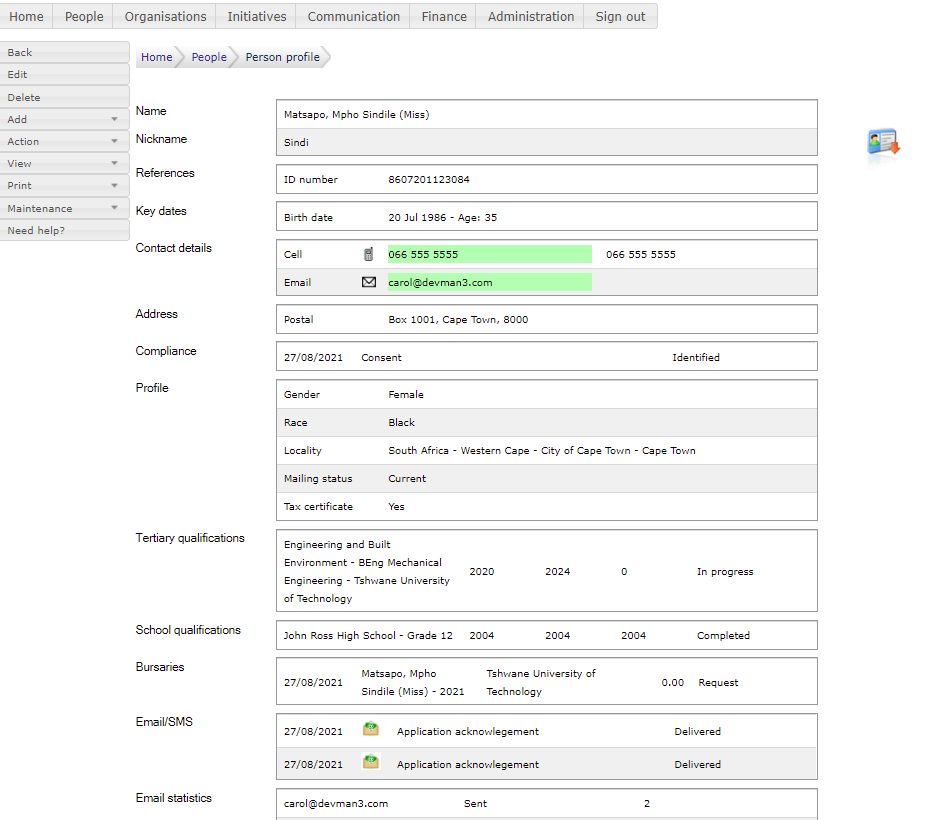 Home People Organisations Initiatives Communication Finance Administration Sign out
Back
Edit
Delete
Add
Action
View
Print
Maintenance
Need help?
Home People Person profile
Name Matsapo, Mpho Sindile (Miss)
Nickname Sindi
References ID number 8607201123084
Key dates Birth date 20 Jul 1986 - Age: 35
Contact details Cell 066 555 5555 066 555 5555
Email carol@devman3.com
Address Postal Box 1001, Cape Town, 8000
Compliance 27/08/2021 Consent Identified
Profile Gender Female
Race Black
Locality South Africa - Western Cape - City of Cape Town - Cape Town
Mailing status Current
Tax certificate Yes
Tertiary qualifications Engineering and Built
Environment - BEng Mechanical
Engineering - Tshwane University
of Technology
2020 2024 0 In progress
School qualifications John Ross High School - Grade 12 2004 2004 2004 Completed
Bursaries 27/08/2021 Matsapo, Mpho
Sindile (Miss) - 2021
Tshwane University of
Technology
0.00 Request
Email/SMS 27/08/2021 Application acknowlegement Delivered
27/08/2021 Application acknowlegement Delivered
Email statistics carol@devman3.com Sent 2